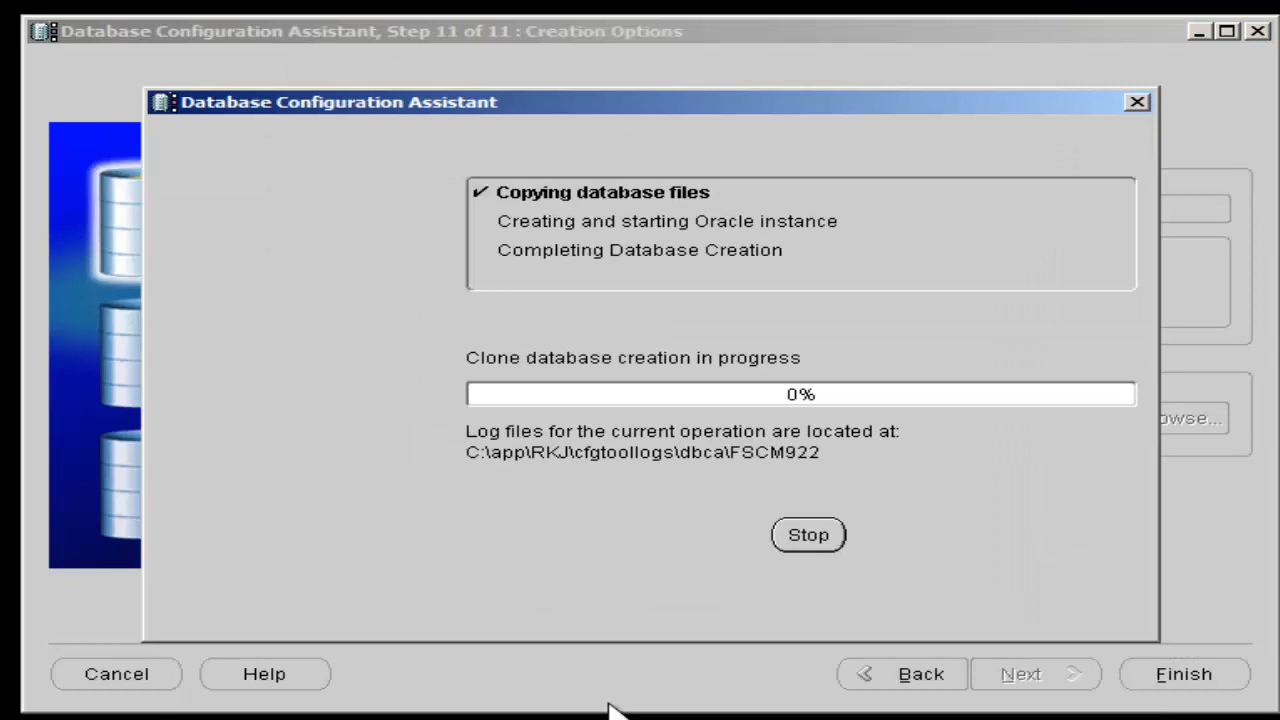 Database Configuration Assistant, Step 11 of 11 : Creation Options
Database Configuration Assistant
✓ Copying database files
Creating and starting Oracle instance
Completing Database Creation
Clone database creation in progress
0%
Log files for the current operation are located at:
C:\app\RKJ\cfgtoollogs\dbca\FSCM922
Stop
Cancel Help Back Next Finish